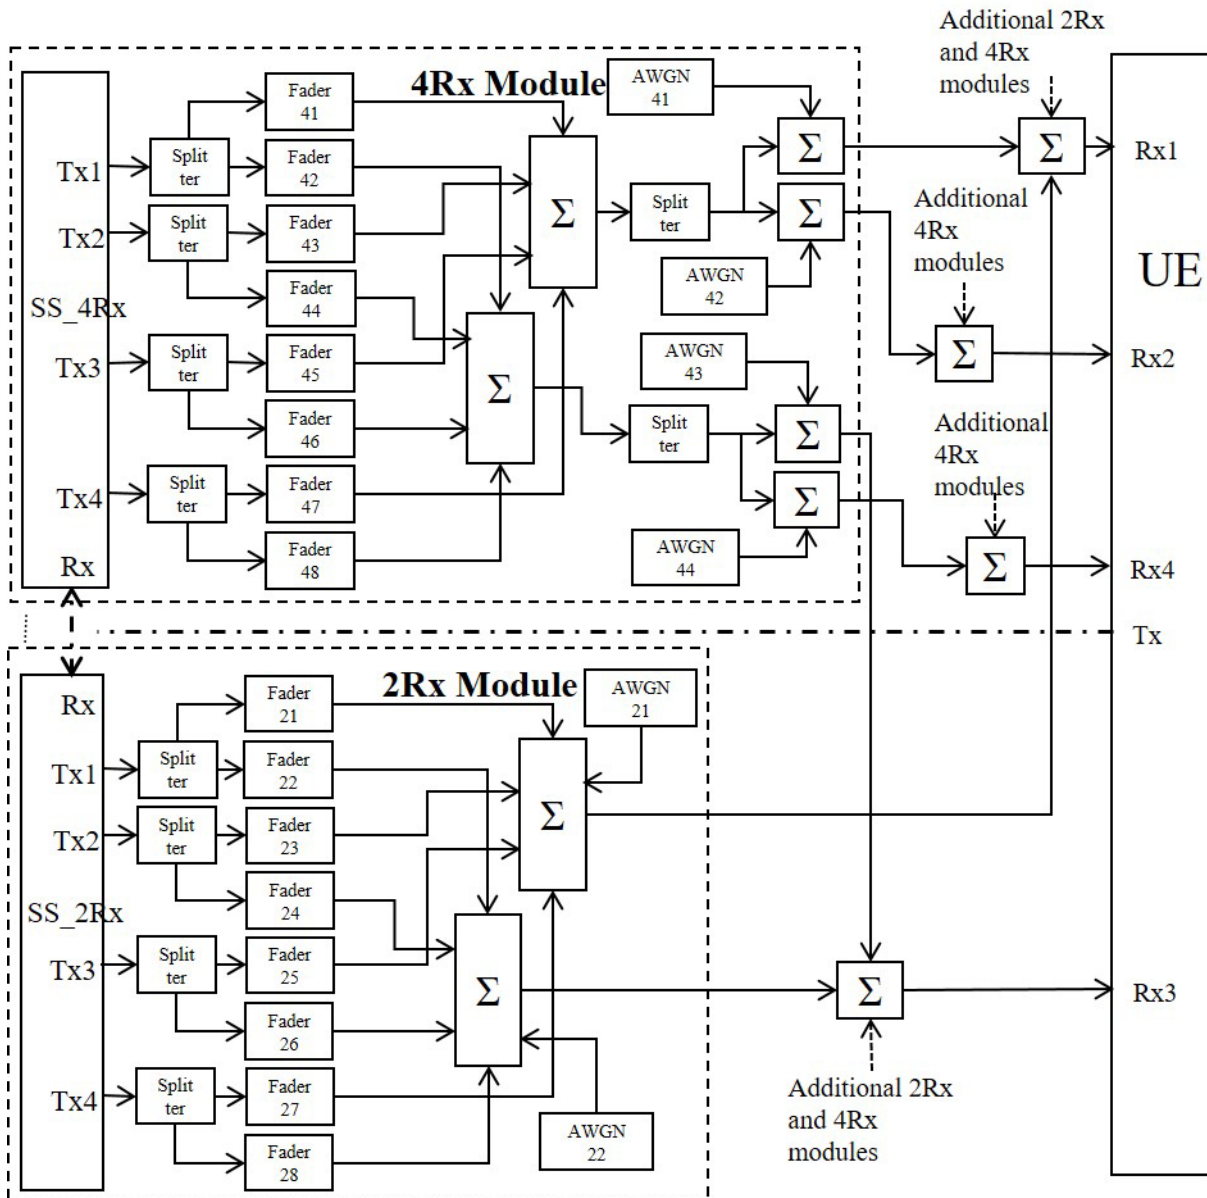 Additional 2Rx
and 4Rx
modules
4Rx Module
AWGN
41
Fader
41
Tx1
Split
ter
Fader
42
Σ
Σ
Σ
Rx1
Tx2
Split
ter
Fader
43
Σ
Split
ter
Σ
Additional
4Rx
modules
UE
SS_4Rx
Fader
44
AWGN
42
Tx3
Split
ter
Fader
45
Σ
AWGN
43
Σ
Rx2
Fader
46
Split
ter
Σ
Additional
4Rx
modules
Tx4
Split
ter
Fader
47
Σ
Rx
Fader
48
AWGN
44
Σ
Rx4
Tx
2Rx Module
AWGN
21
Rx
Fader
21
Tx1
Split
ter
Fader
22
Tx2
Split
ter
Fader
23
Σ
SS_2Rx
Fader
24
Tx3
Split
ter
Fader
25
Σ
Σ
Rx3
Fader
26
Tx4
Split
ter
Fader
27
Additional 2Rx
and 4Rx
modules
Fader
28
AWGN
22